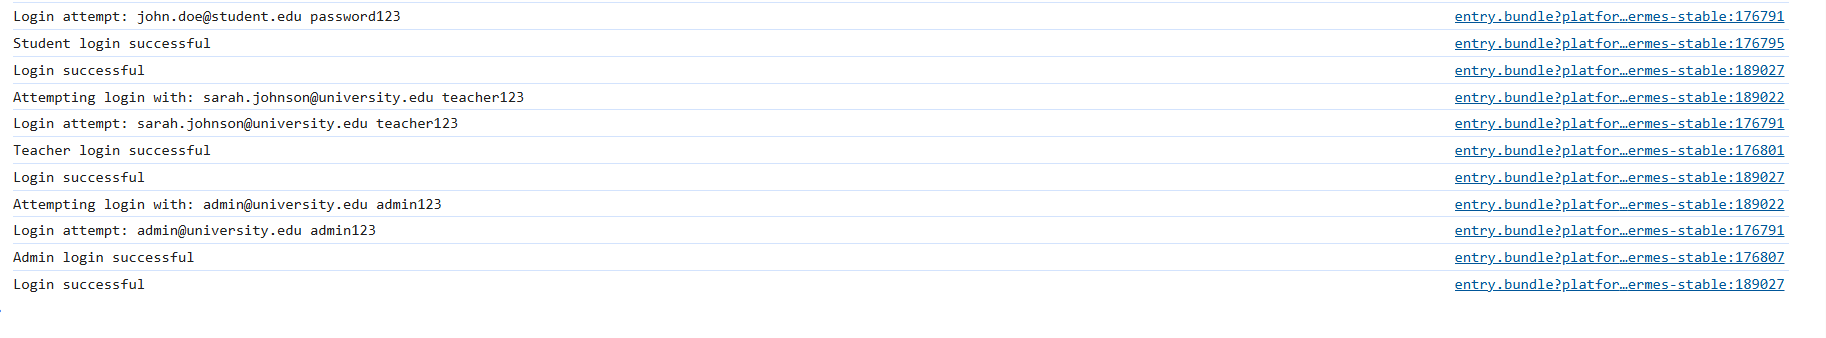 Login attempt: john.doe@student.edu password123 entry.bundle?platfor…ermes-stable:176791
Student login successful entry.bundle?platfor…ermes-stable:176795
Login successful entry.bundle?platfor…ermes-stable:189027
Attempting login with: sarah.johnson@university.edu teacher123 entry.bundle?platfor…ermes-stable:189022
Login attempt: sarah.johnson@university.edu teacher123 entry.bundle?platfor…ermes-stable:176791
Teacher login successful entry.bundle?platfor…ermes-stable:176801
Login successful entry.bundle?platfor…ermes-stable:189027
Attempting login with: admin@university.edu admin123 entry.bundle?platfor…ermes-stable:189022
Login attempt: admin@university.edu admin123 entry.bundle?platfor…ermes-stable:176791
Admin login successful entry.bundle?platfor…ermes-stable:176807
Login successful entry.bundle?platfor…ermes-stable:189027